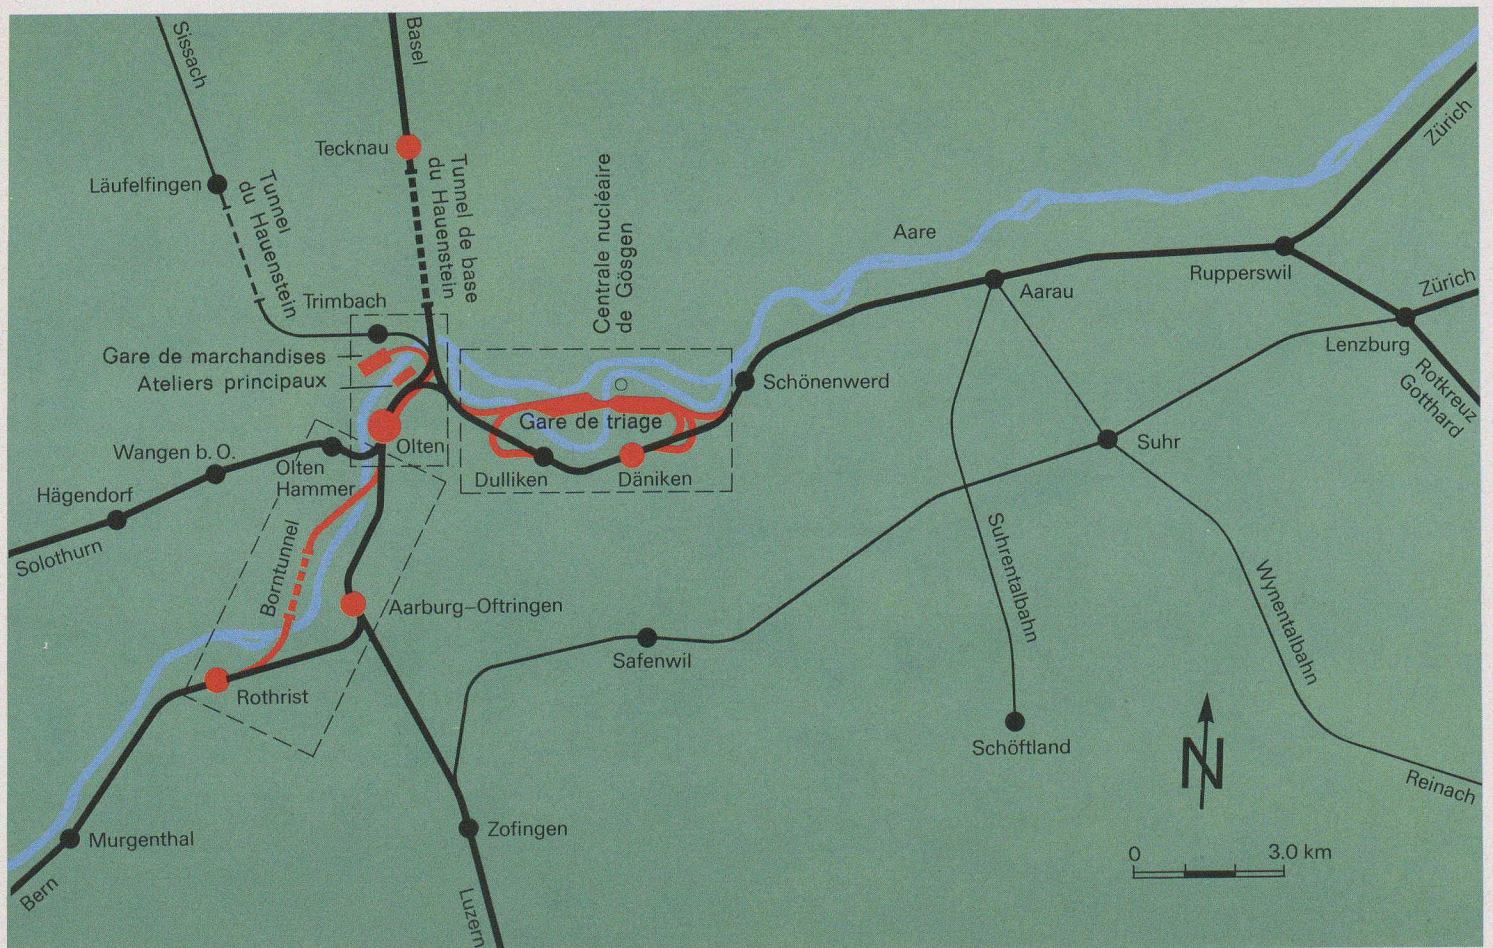 Sissach
Basel
Tecknau
Läufelfingen
Tunnel
du Hauenstein
Tunnel de base
du Hauenstein
Centrale nucléaire
de Gösgen
Zürich
Aare
Rupperswil
Aarau
Zürich
Trimbach
Gare de marchandises
Ateliers principaux
Schönenwerd
Lenzburg
Rotkreuz
Gotthard
Gare de triage
Olten
Wangen b. O.
Olten
Hammer
Dulliken
Däniken
Suhr
Hägendorf
Solothurn
Borntunnel
Suhrentalbahn
Wynentalbahn
Aarburg–Oftringen
Safenwil
Rothrist
Schöftland
N
Reinach
Murgenthal
Zofingen
0 3.0 km
Bern
Luzern